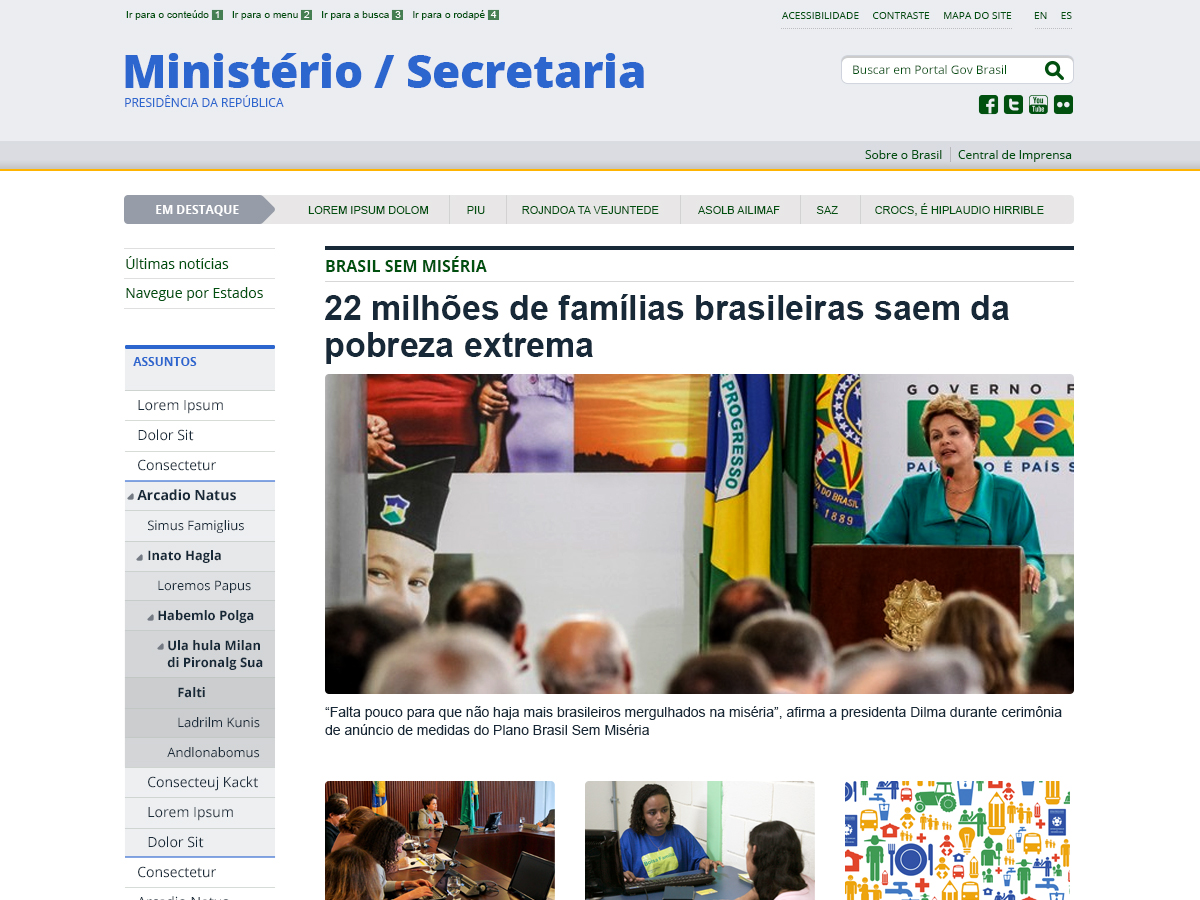 Ir para o conteúdo 1 Ir para o menu 2 Ir para a busca 3 Ir para o rodapé 4
ACESSIBILIDADE CONTRASTE MAPA DO SITE EN ES
Ministério / Secretaria
PRESIDÊNCIA DA REPÚBLICA
Buscar em Portal Gov Brasil
You
Tube
Sobre o Brasil Central de Imprensa
EM DESTAQUE LOREM IPSUM DOLOM PIU ROJNDOA TA VEJUNTEDE ASOLB AILIMAF SAZ CROCS, É HIPLAUDIO HIRRIBLE
Últimas notícias
Navegue por Estados
ASSUNTOS
Lorem Ipsum
Dolor Sit
Consectetur
Arcadio Natus
Simus Famiglius
Inato Hagla
Loremos Papus
Habemlo Polga
Ula hula Milan
di Pironalg Sua
Falti
Ladrilm Kunis
Andlonabomus
Consecteuj Kackt
Lorem Ipsum
Dolor Sit
Consectetur
Arcadio Natus
BRASIL SEM MISÉRIA
22 milhões de famílias brasileiras saem da
pobreza extrema
PROGRESSO
GOVERNO F
BRA
PAÍS
O É PAÍS S
DO BRASIL
1889
“Falta pouco para que não haja mais brasileiros mergulhados na miséria”, afirma a presidenta Dilma durante cerimônia
de anúncio de medidas do Plano Brasil Sem Miséria